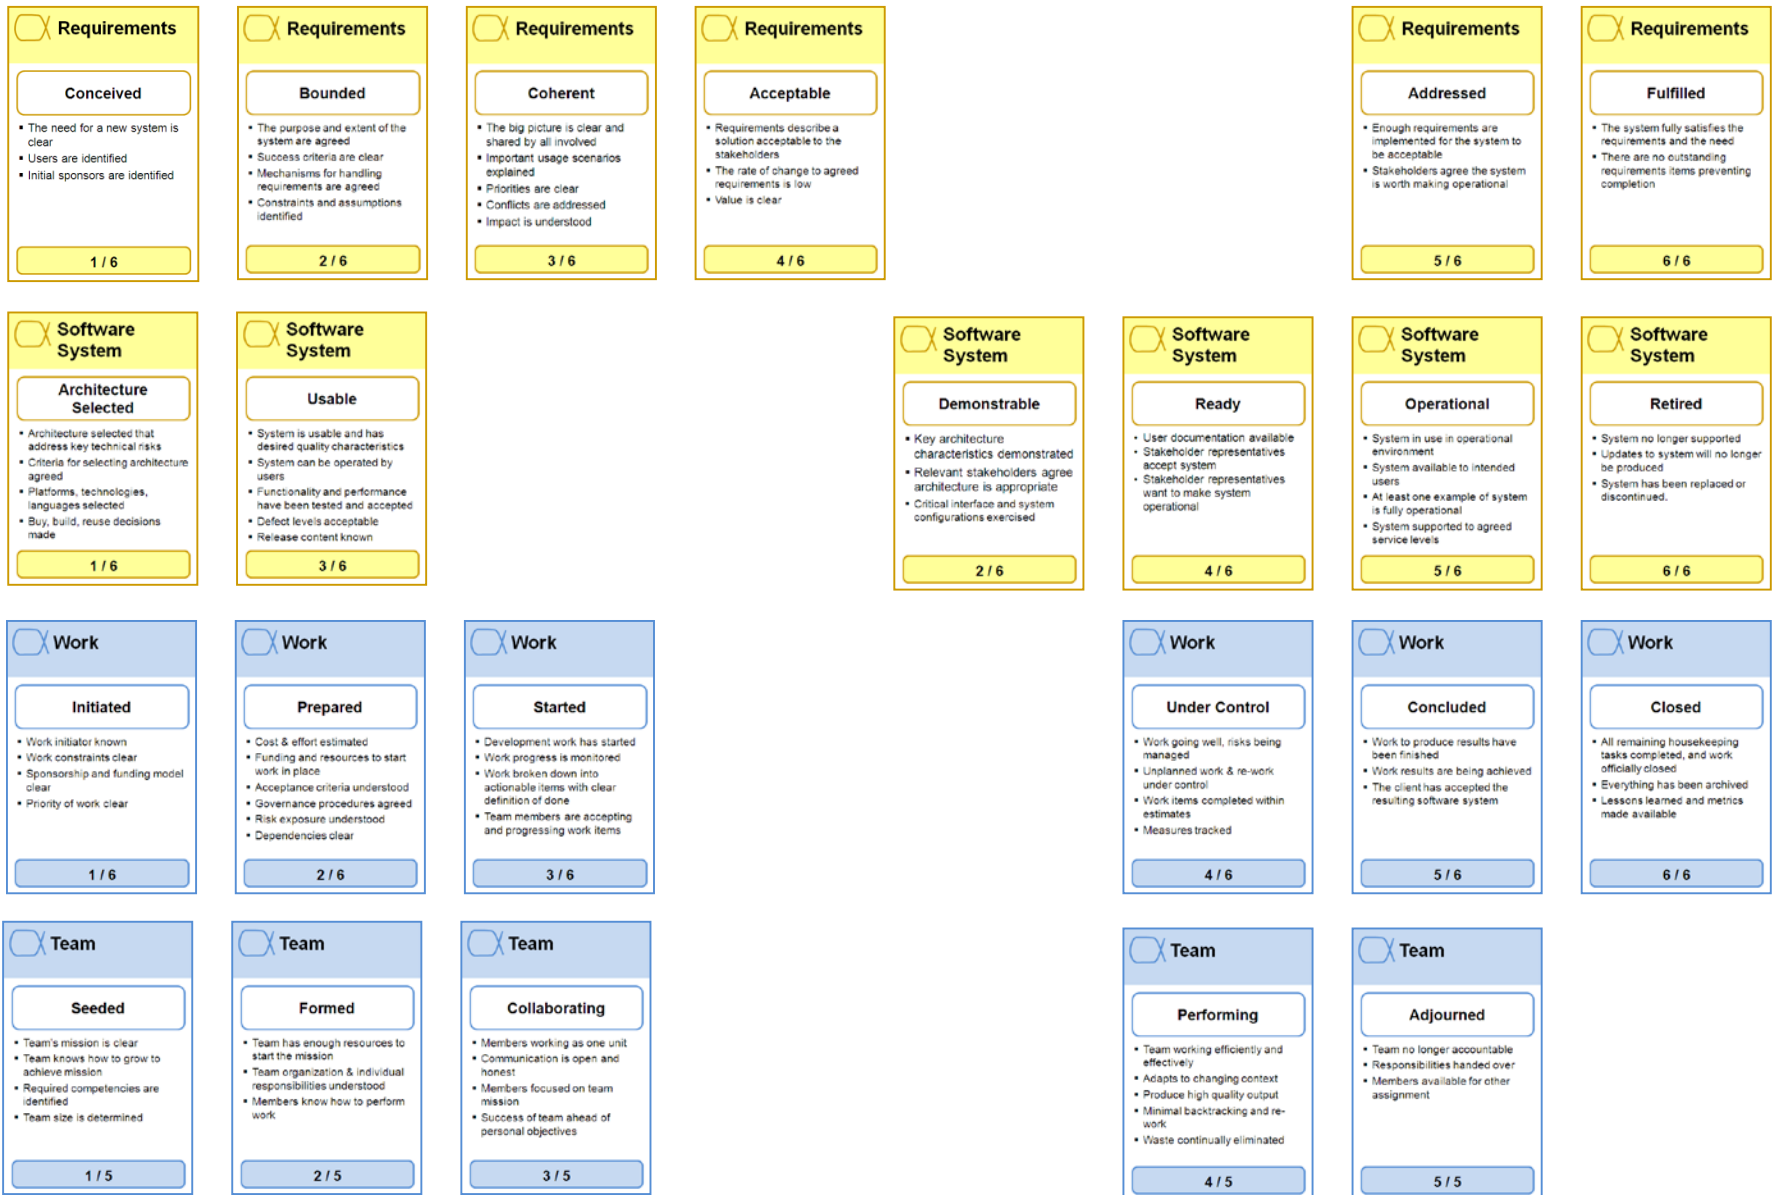 Requirements
Conceived
▪ The need for a new system is
clear
▪ Users are identified
▪ Initial sponsors are identified
1 / 6
Requirements
Bounded
▪ The purpose and extent of the
system are agreed
▪ Success criteria are clear
▪ Mechanisms for handling
requirements are agreed
▪ Constraints and assumptions
identified
2 / 6
Requirements
Coherent
▪ The big picture is clear and
shared by all involved
▪ Important usage scenarios
explained
▪ Priorities are clear
▪ Conflicts are addressed
▪ Impact is understood
3 / 6
Requirements
Acceptable
▪ Requirements describe a
solution acceptable to the
stakeholders
▪ The rate of change to agreed
requirements is low
▪ Value is clear
4 / 6
Requirements
Addressed
▪ Enough requirements are
implemented for the system to
be acceptable
▪ Stakeholders agree the system
is worth making operational
5 / 6
Requirements
Fulfilled
▪ The system fully satisfies the
requirements and the need
▪ There are no outstanding
requirements items preventing
completion
6 / 6
Software
System
Architecture
Selected
▪ Architecture selected that
address key technical risks
▪ Criteria for selecting architecture
agreed
▪ Platforms, technologies,
languages selected
▪ Buy, build, reuse decisions
made
1 / 6
Software
System
Usable
▪ System is usable and has
desired quality characteristics
▪ System can be operated by
users
▪ Functionality and performance
have been tested and accepted
▪ Defect levels acceptable
▪ Release content known
3 / 6
Software
System
Demonstrable
▪ Key architecture
characteristics demonstrated
▪ Relevant stakeholders agree
architecture is appropriate
▪ Critical interface and system
configurations exercised
2 / 6
Software
System
Ready
▪ User documentation available
▪ Stakeholder representatives
accept system
▪ Stakeholder representatives
want to make system
operational
4 / 6
Software
System
Operational
▪ System in use in operational
environment
▪ System available to intended
users
▪ At least one example of system
is fully operational
▪ System supported to agreed
service levels
5 / 6
Software
System
Retired
▪ System no longer supported
▪ Updates to system will no longer
be produced
▪ System has been replaced or
discontinued.
6 / 6
Work
Initiated
▪ Work initiator known
▪ Work constraints clear
▪ Sponsorship and funding model
clear
▪ Priority of work clear
1 / 6
Work
Prepared
▪ Cost & effort estimated
▪ Funding and resources to start
work in place
▪ Acceptance criteria understood
▪ Governance procedures agreed
▪ Risk exposure understood
▪ Dependencies clear
2 / 6
Work
Started
▪ Development work has started
▪ Work progress is monitored
▪ Work broken down into
actionable items with clear
definition of done
▪ Team members are accepting
and progressing work items
3 / 6
Work
Under Control
▪ Work going well, risks being
managed
▪ Unplanned work & re-work
under control
▪ Work items completed within
estimates
▪ Measures tracked
4 / 6
Work
Concluded
▪ Work to produce results have
been finished
▪ Work results are being achieved
▪ The client has accepted the
resulting software system
5 / 6
Work
Closed
▪ All remaining housekeeping
tasks completed, and work
officially closed
▪ Everything has been archived
▪ Lessons learned and metrics
made available
6 / 6
Team
Seeded
▪ Team's mission is clear
▪ Team knows how to grow to
achieve mission
▪ Required competencies are
identified
▪ Team size is determined
1 / 5
Team
Formed
▪ Team has enough resources to
start the mission
▪ Team organization & individual
responsibilities understood
▪ Members know how to perform
work
2 / 5
Team
Collaborating
▪ Members working as one unit
▪ Communication is open and
honest
▪ Members focused on team
mission
▪ Success of team ahead of
personal objectives
3 / 5
Team
Performing
▪ Team working efficiently and
effectively
▪ Adapts to changing context
▪ Produce high quality output
▪ Minimal backtracking and re-
work
▪ Waste continually eliminated
4 / 5
Team
Adjourned
▪ Team no longer accountable
▪ Responsibilities handed over
▪ Members available for other
assignment
5 / 5